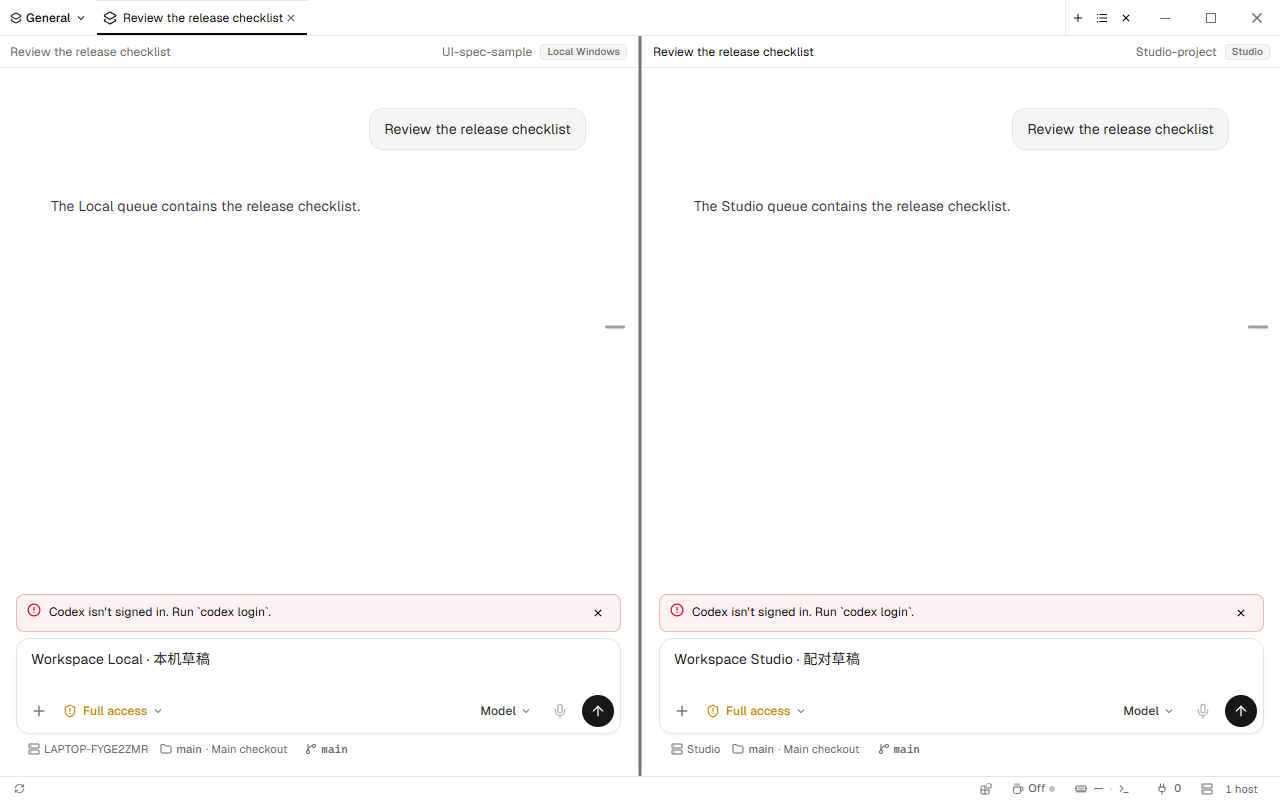 General
Review the release checklist
Review the release checklist
UI-spec-sample
Local Windows
Review the release checklist
The Local queue contains the release checklist.
Codex isn't signed in. Run `codex login`.
Workspace Local · 本机草稿
Full access
Model
LAPTOP-FYGE2ZMR
main · Main checkout
main
Review the release checklist
Studio-project
Studio
Review the release checklist
The Studio queue contains the release checklist.
Codex isn't signed in. Run `codex login`.
Workspace Studio · 配对草稿
Full access
Model
Studio
main · Main checkout
main
Off
— ·
0
1 host